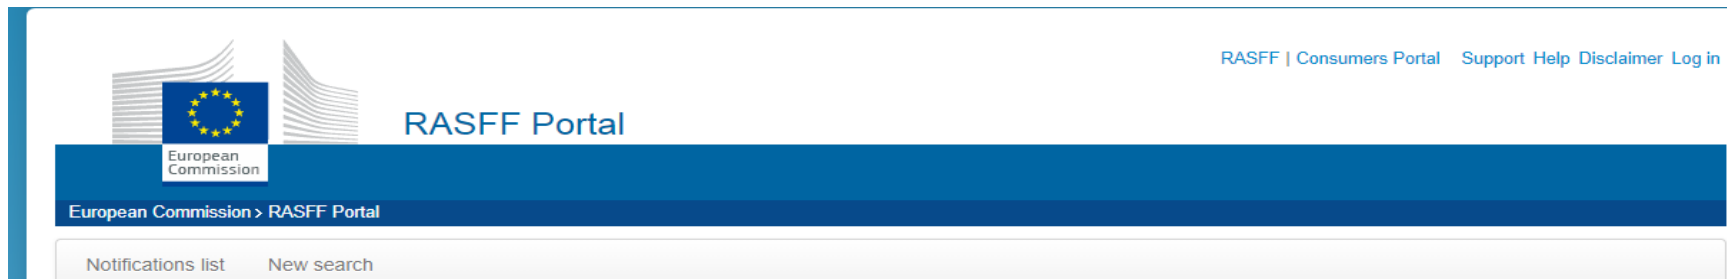 RASFF | Consumers Portal Support Help Disclaimer Log in
RASFF Portal
European
Commission
European Commission > RASFF Portal
Notifications list New search